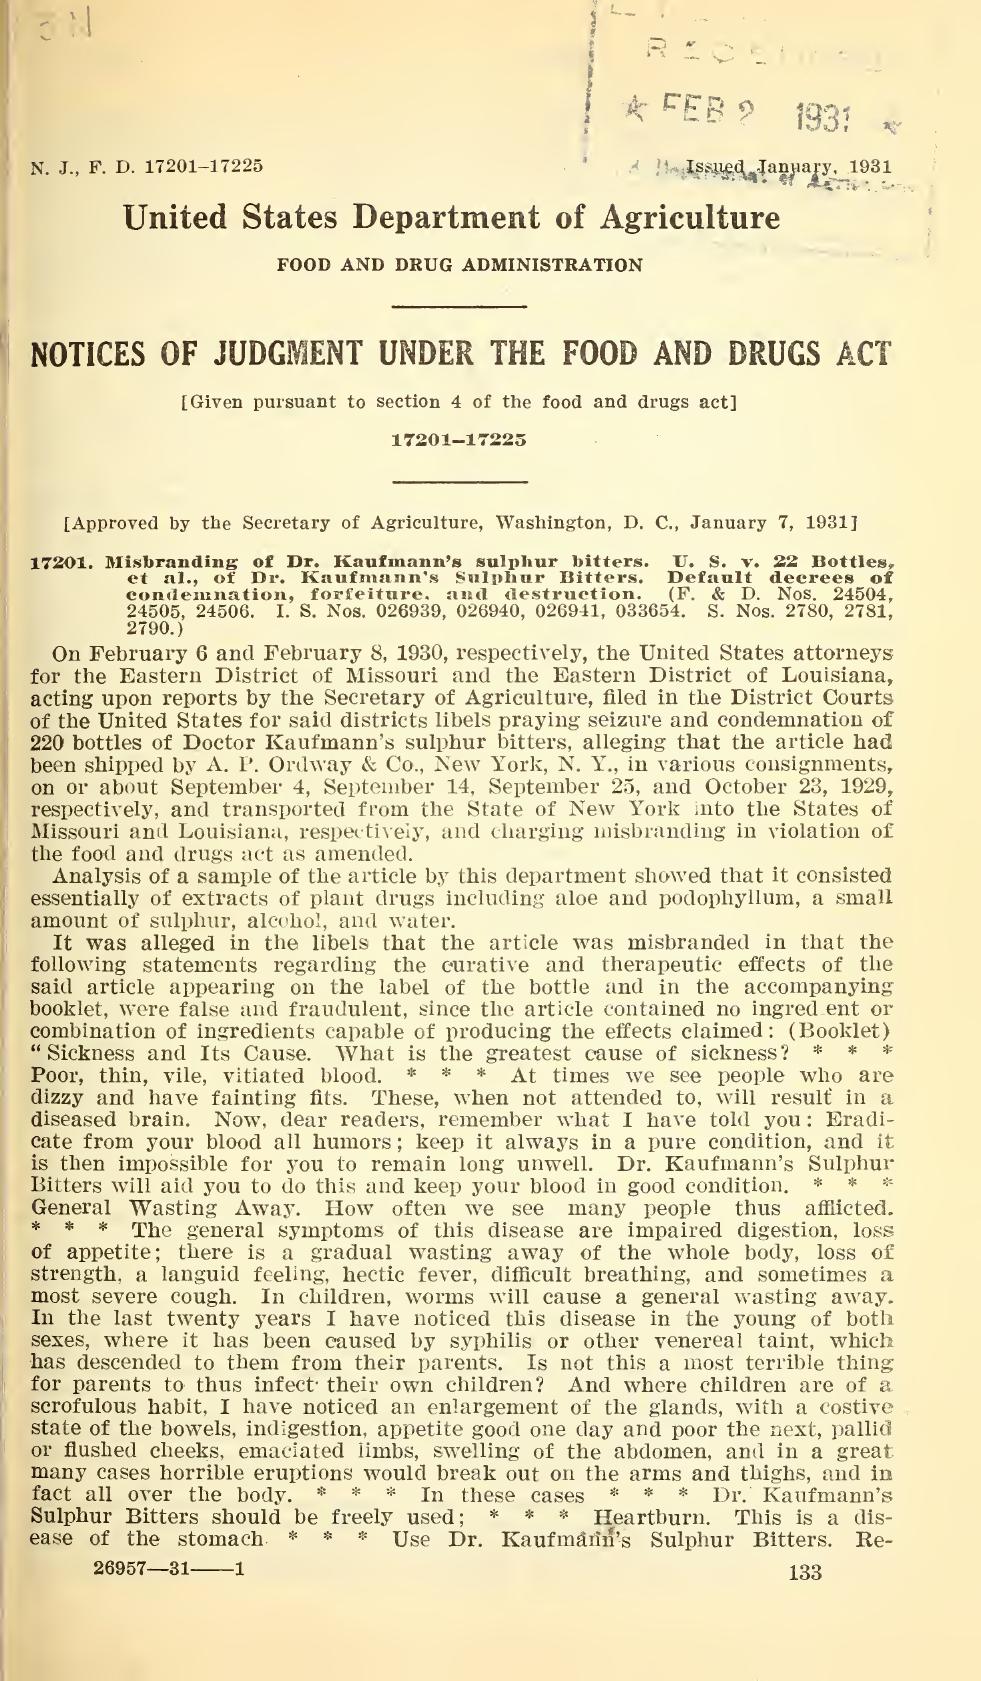 ★ FEB 2 1931 ★
N. J., F. D. 17201–17225
Issued January, 1931
United States Department of Agriculture
FOOD AND DRUG ADMINISTRATION
NOTICES OF JUDGMENT UNDER THE FOOD AND DRUGS ACT
[Given pursuant to section 4 of the food and drugs act]
17201–17225
[Approved by the Secretary of Agriculture, Washington, D. C., January 7, 1931]
17201. Misbranding of Dr. Kaufmann's sulphur bitters. U. S. v. 22 Bottles,
et al., of Dr. Kaufmann's Sulphur Bitters. Default decrees of
condemnation, forfeiture, and destruction. (F. & D. Nos. 24504,
24505, 24506. I. S. Nos. 026939, 026940, 026941, 033654. S. Nos. 2780, 2781,
2790.)
On February 6 and February 8, 1930, respectively, the United States attorneys
for the Eastern District of Missouri and the Eastern District of Louisiana,
acting upon reports by the Secretary of Agriculture, filed in the District Courts
of the United States for said districts libels praying seizure and condemnation of
220 bottles of Doctor Kaufmann's sulphur bitters, alleging that the article had
been shipped by A. P. Ordway & Co., New York, N. Y., in various consignments,
on or about September 4, September 14, September 25, and October 23, 1929,
respectively, and transported from the State of New York into the States of
Missouri and Louisiana, respectively, and charging misbranding in violation of
the food and drugs act as amended.
Analysis of a sample of the article by this department showed that it consisted
essentially of extracts of plant drugs including aloe and podophyllum, a small
amount of sulphur, alcohol, and water.
It was alleged in the libels that the article was misbranded in that the
following statements regarding the curative and therapeutic effects of the
said article appearing on the label of the bottle and in the accompanying
booklet, were false and fraudulent, since the article contained no ingred ent or
combination of ingredients capable of producing the effects claimed: (Booklet)
“ Sickness and Its Cause. What is the greatest cause of sickness? * * *
Poor, thin, vile, vitiated blood. * * * At times we see people who are
dizzy and have fainting fits. These, when not attended to, will result in a
diseased brain. Now, dear readers, remember what I have told you: Eradi-
cate from your blood all humors; keep it always in a pure condition, and it
is then impossible for you to remain long unwell. Dr. Kaufmann's Sulphur
Bitters will aid you to do this and keep your blood in good condition. * * *
General Wasting Away. How often we see many people thus afflicted.
* * * The general symptoms of this disease are impaired digestion, loss
of appetite; there is a gradual wasting away of the whole body, loss of
strength, a languid feeling, hectic fever, difficult breathing, and sometimes a
most severe cough. In children, worms will cause a general wasting away.
In the last twenty years I have noticed this disease in the young of both
sexes, where it has been caused by syphilis or other venereal taint, which
has descended to them from their parents. Is not this a most terrible thing
for parents to thus infect their own children? And where children are of a
scrofulous habit, I have noticed an enlargement of the glands, with a costive
state of the bowels, indigestion, appetite good one day and poor the next, pallid
or flushed cheeks, emaciated limbs, swelling of the abdomen, and in a great
many cases horrible eruptions would break out on the arms and thighs, and in
fact all over the body. * * * In these cases * * * Dr. Kaufmann's
Sulphur Bitters should be freely used; * * * Heartburn. This is a dis-
ease of the stomach * * * Use Dr. Kaufmann's Sulphur Bitters. Re-
26957—31——1
133